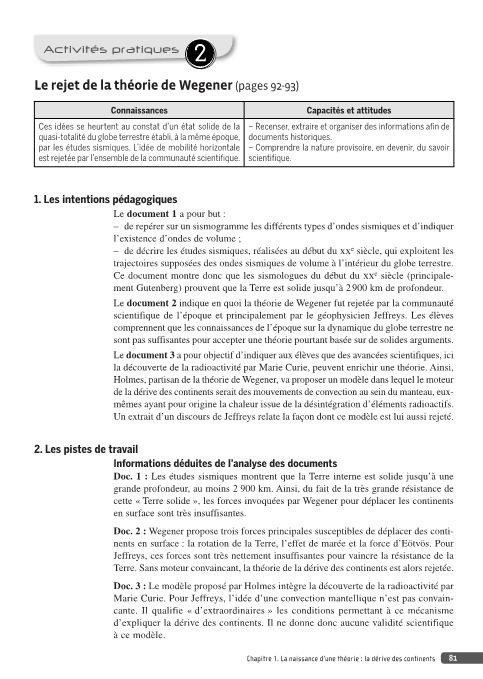 Activités pratiques 2
Le rejet de la théorie de Wegener (pages 92-93)
Connaissances
Capacités et attitudes
Ces idées se heurtent au constat d'un état solide de la
quasi-totalité du globe terrestre établi, à la même époque,
par les études sismiques. L'idée de mobilité horizontale
est rejetée par l'ensemble de la communauté scientifique.
– Recenser, extraire et organiser des informations afin de
documents historiques.
– Comprendre la nature provisoire, en devenir, du savoir
scientifique.
1. Les intentions pédagogiques
Le document 1 a pour but :
– de repérer sur un sismogramme les différents types d'ondes sismiques et d'indiquer
l'existence d'ondes de volume ;
– de décrire les études sismiques, réalisées au début du XXe siècle, qui exploitent les
trajectoires supposées des ondes sismiques de volume à l'intérieur du globe terrestre.
Ce document montre donc que les sismologues du début du XXe siècle (principale-
ment Gutenberg) prouvent que la Terre est solide jusqu'à 2 900 km de profondeur.
Le document 2 indique en quoi la théorie de Wegener fut rejetée par la communauté
scientifique de l'époque et principalement par le géophysicien Jeffreys. Les élèves
comprennent que les connaissances de l'époque sur la dynamique du globe terrestre ne
sont pas suffisantes pour accepter une théorie pourtant basée sur de solides arguments.
Le document 3 a pour objectif d'indiquer aux élèves que des avancées scientifiques, ici
la découverte de la radioactivité par Marie Curie, peuvent enrichir une théorie. Ainsi,
Holmes, partisan de la théorie de Wegener, va proposer un modèle dans lequel le moteur
de la dérive des continents serait des mouvements de convection au sein du manteau, eux-
mêmes ayant pour origine la chaleur issue de la désintégration d'éléments radioactifs.
Un extrait d'un discours de Jeffreys relate la façon dont ce modèle est lui aussi rejeté.
2. Les pistes de travail
Informations déduites de l'analyse des documents
Doc. 1 : Les études sismiques montrent que la Terre interne est solide jusqu'à une
grande profondeur, au moins 2 900 km. Ainsi, du fait de la très grande résistance de
cette « Terre solide », les forces invoquées par Wegener pour déplacer les continents
en surface sont très insuffisantes.
Doc. 2 : Wegener propose trois forces principales susceptibles de déplacer des conti-
nents en surface : la rotation de la Terre, l'effet de marée et la force d'Eötvös. Pour
Jeffreys, ces forces sont très nettement insuffisantes pour vaincre la résistance de la
Terre. Sans moteur convaincant, la théorie de la dérive des continents est alors rejetée.
Doc. 3 : Le modèle proposé par Holmes intègre la découverte de la radioactivité par
Marie Curie. Pour Jeffreys, l'idée d'une convection mantellique n'est pas convain-
cante. Il qualifie « d'extraordinaires » les conditions permettant à ce mécanisme
d'expliquer la dérive des continents. Il ne donne donc aucune validité scientifique
à ce modèle.
Chapitre 1. La naissance d'une théorie : la dérive des continents 81